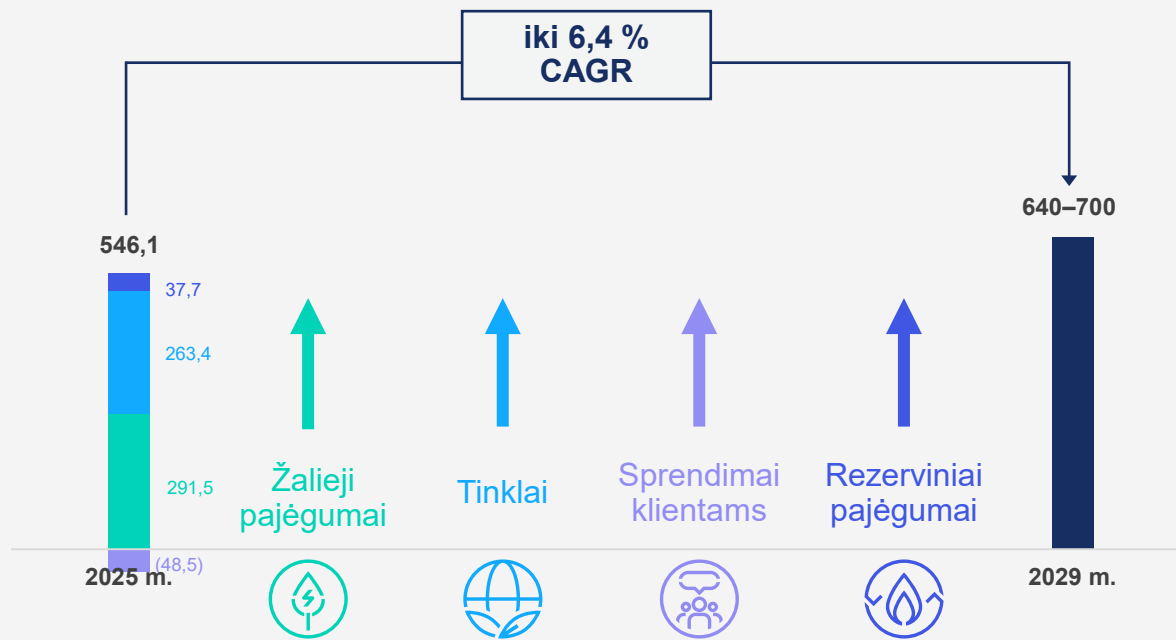 iki 6,4 %
CAGR
640–700
546,1
37,7
263,4
291,5
(48,5)
Žalieji
pajėgumai
Tinklai
Sprendimai
klientams
Rezerviniai
pajėgumai
2025 m.
2029 m.